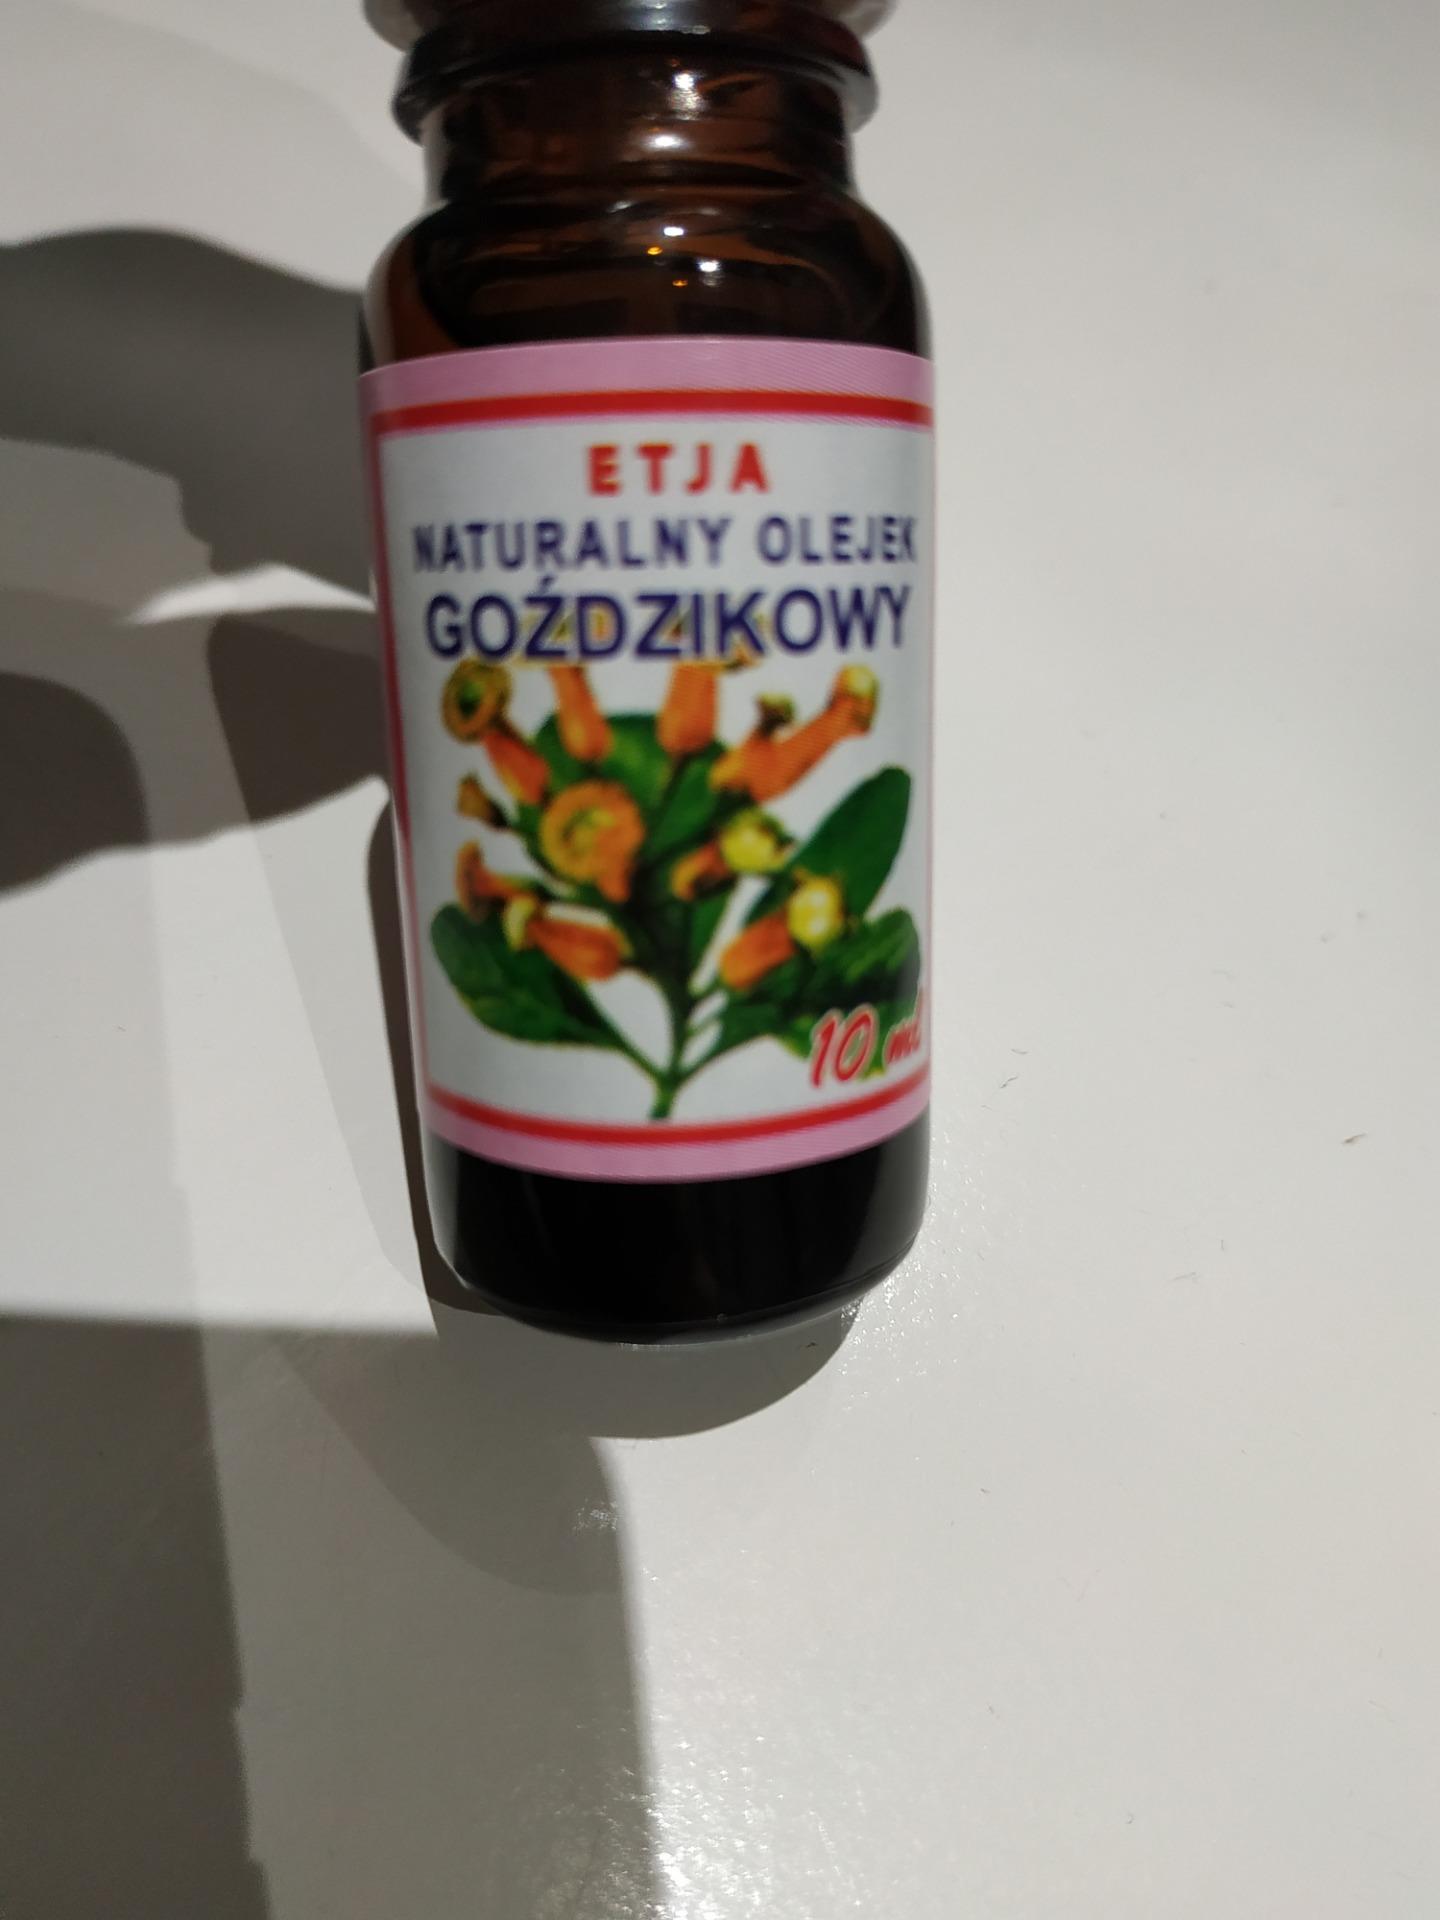 ETJA
NATURALNY OLEJEK
GOŹDZIKOWY
10 ml